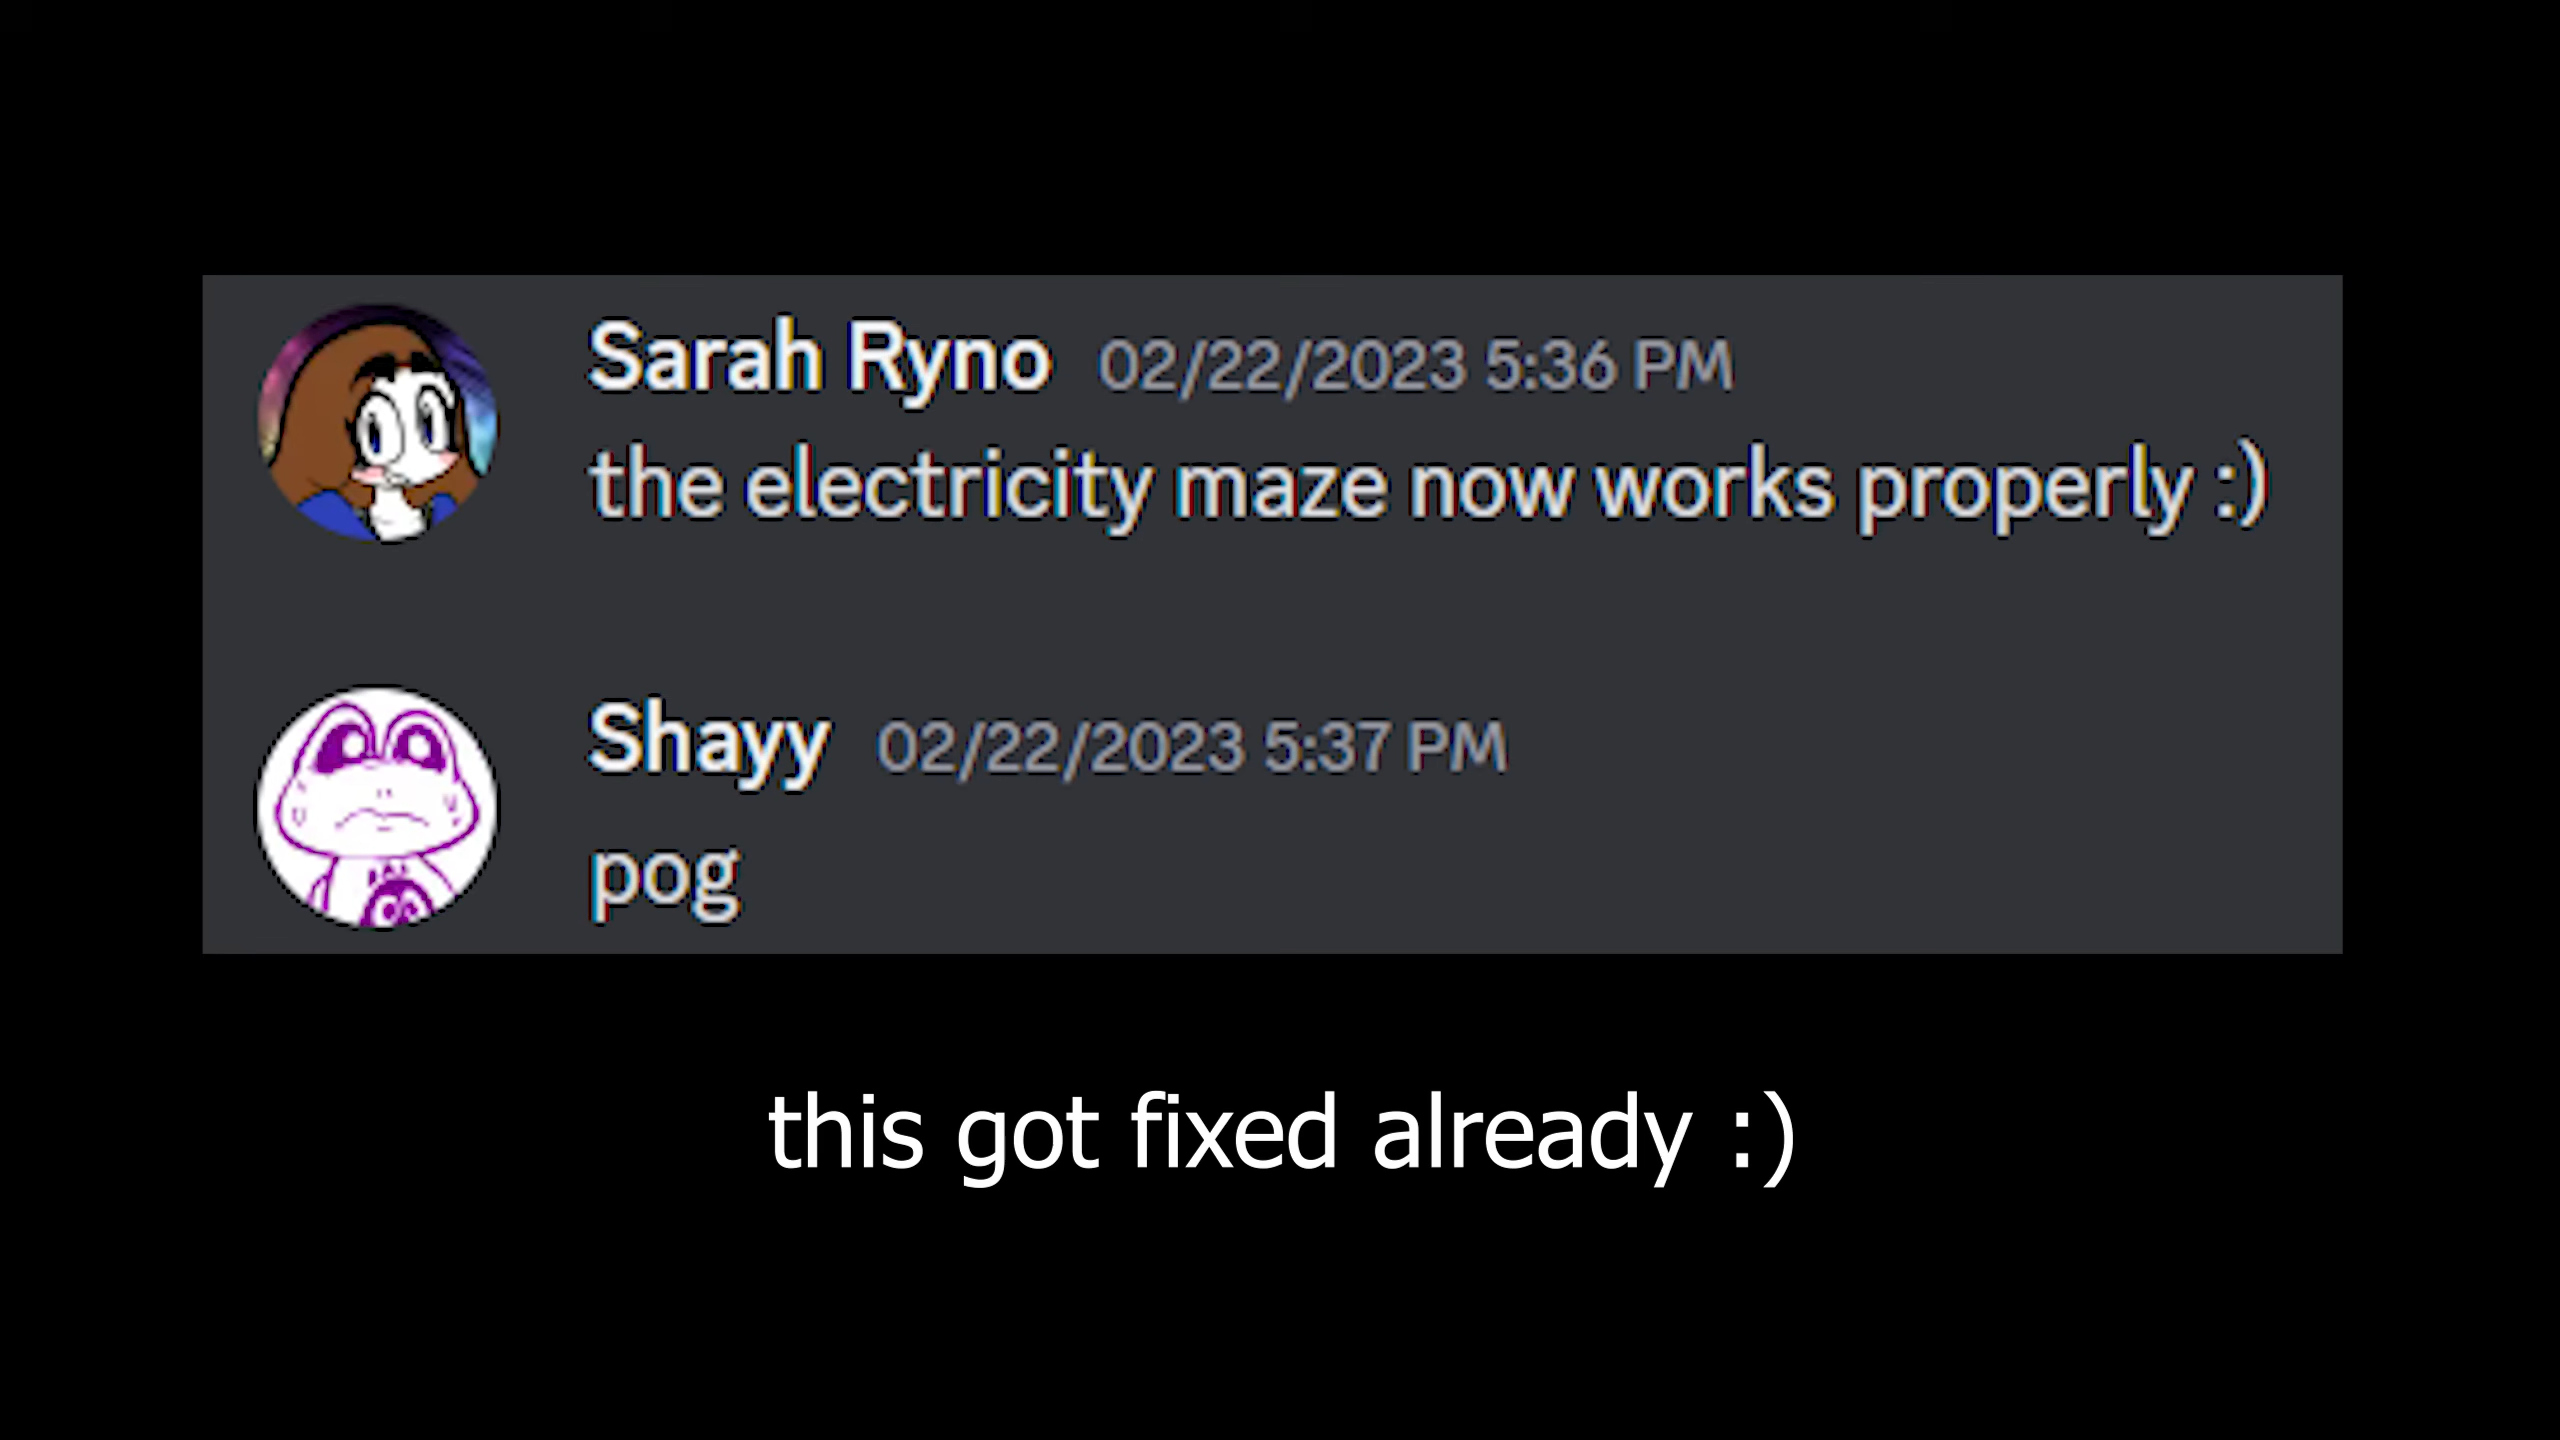 Sarah Ryno 02/22/2023 5:36 PM
the electricity maze now works properly :)
Shayy 02/22/2023 5:37 PM
pog
this got fixed already :)